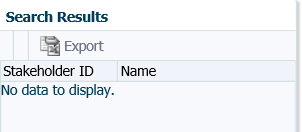 Search Results
Export
Stakeholder ID Name
No data to display.